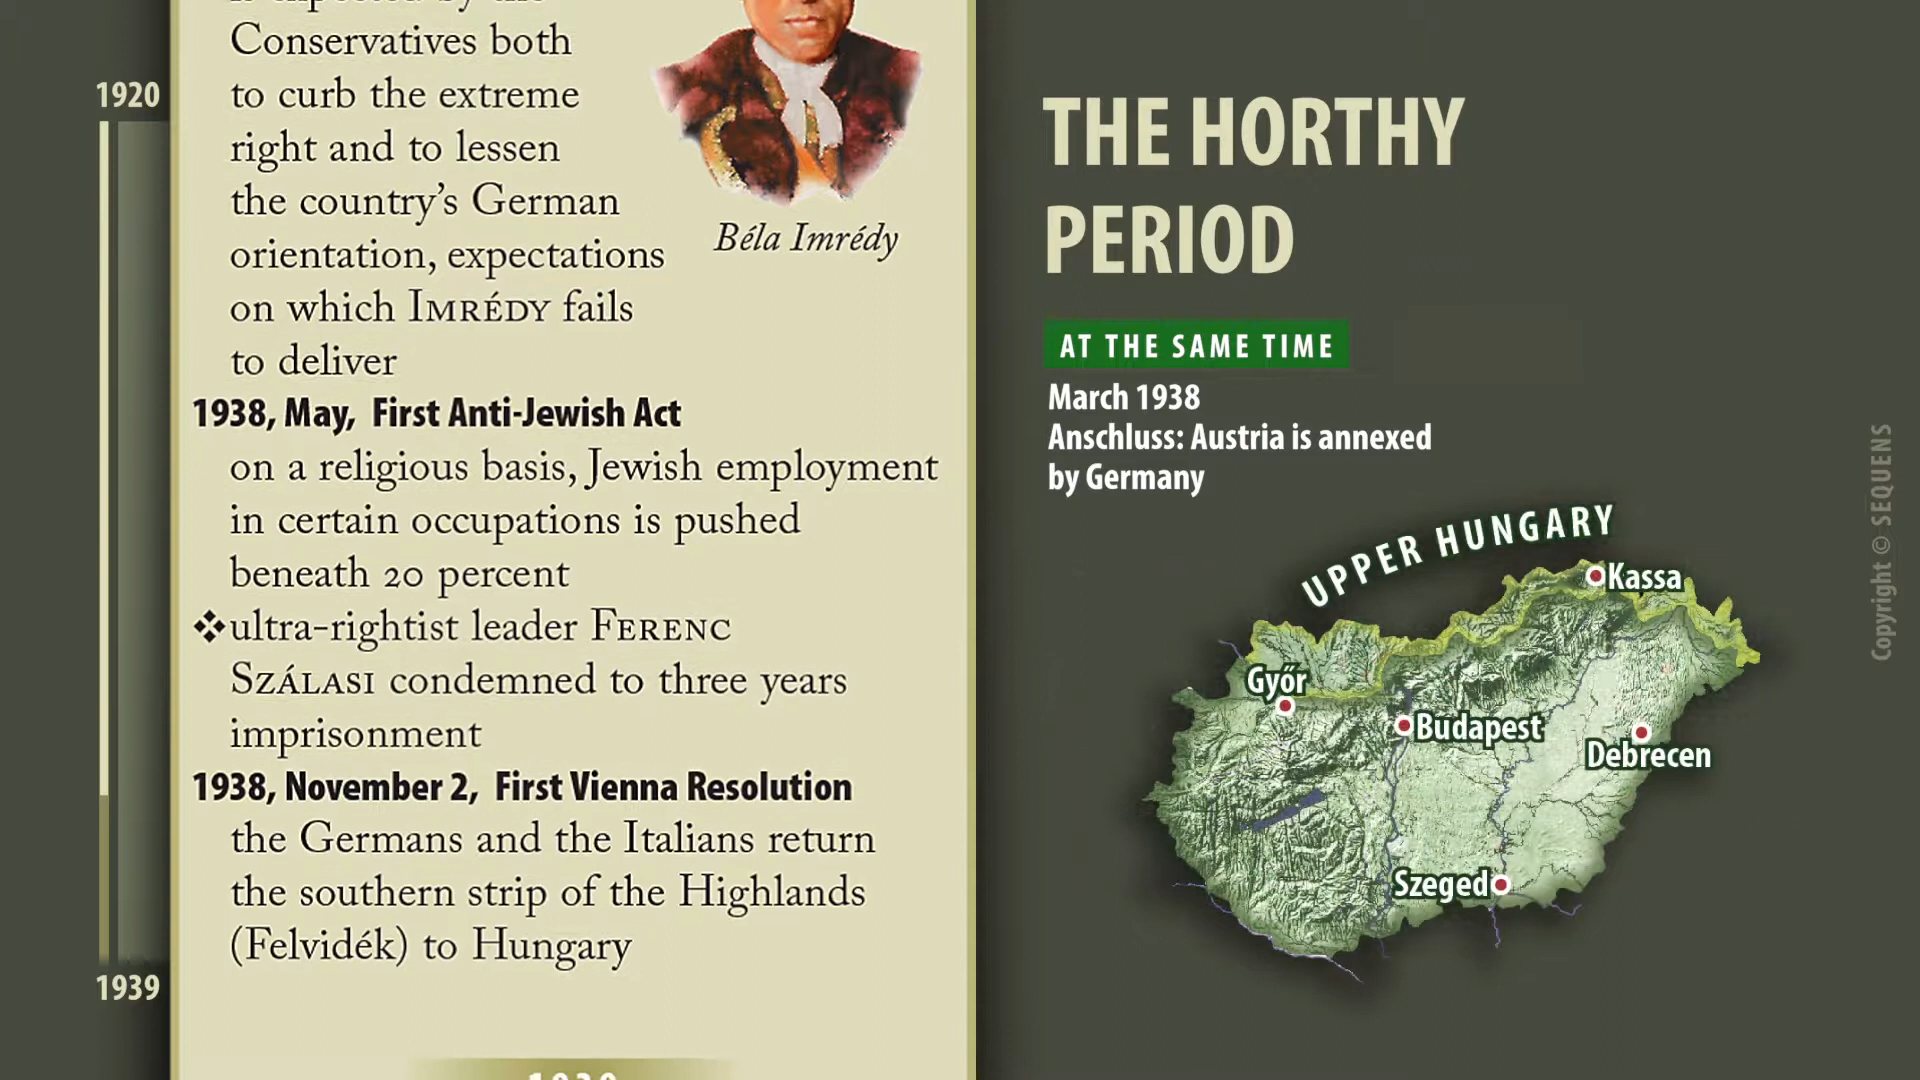 1920
1939
Conservatives both
to curb the extreme
right and to lessen
the country's German
orientation, expectations
on which IMRÉDY fails
to deliver
Béla Imrédy
1938, May, First Anti-Jewish Act
on a religious basis, Jewish employment
in certain occupations is pushed
beneath 20 percent
❖ultra-rightist leader FERENC
SZÁLASI condemned to three years
imprisonment
1938, November 2, First Vienna Resolution
the Germans and the Italians return
the southern strip of the Highlands
(Felvidék) to Hungary
THE HORTHY
PERIOD
AT THE SAME TIME
March 1938
Anschluss: Austria is annexed
by Germany
UPPER HUNGARY
Kassa
Győr
Budapest
Debrecen
Szeged
Copyright © SEQUENS